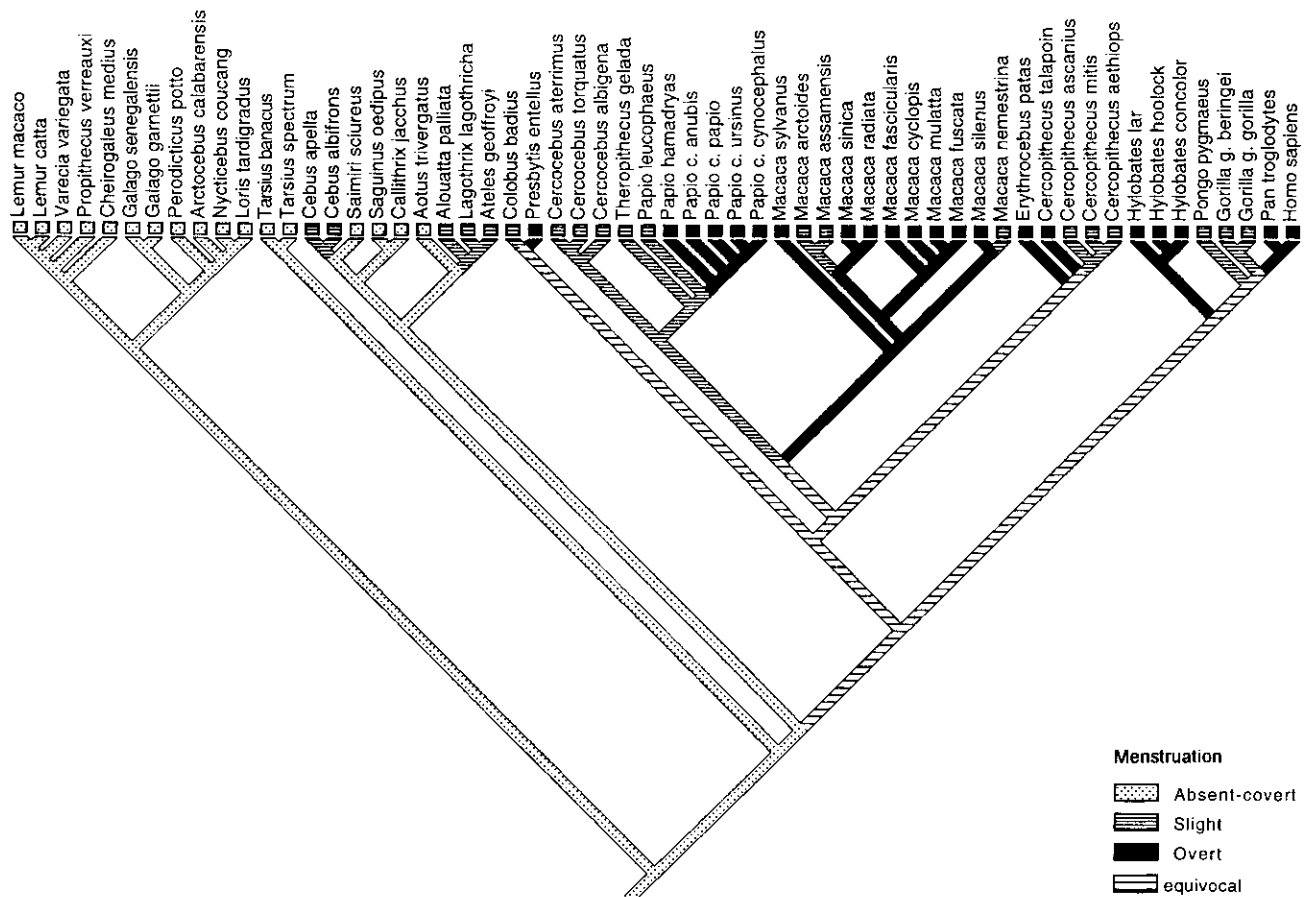 Lemur macaco
Lemur catta
Varecia variegata
Propithecus verreauxi
Cheirogaleus medius
Galago senegalensis
Galago garnettii
Perodicticus potto
Arctocebus calabarensis
Nycticebus coucang
Loris tardigradus
Tarsius banacus
Tarsius spectrum
Cebus apella
Cebus albifrons
Saimiri sciureus
Saguinus oedipus
Callithrix jacchus
Aotus trivergatus
Alouatta palliata
Lagothrix lagothricha
Ateles geoffroyi
Colobus badius
Presbytis entellus
Cercocebus aterrimus
Cercocebus torquatus
Cercocebus albigena
Theropithecus gelada
Papio leucophaeus
Papio hamadryas
Papio c. anubis
Papio c. papio
Papio c. ursinus
Papio c. cynocephalus
Macaca sylvanus
Macaca arctoides
Macaca assamensis
Macaca sinica
Macaca radiata
Macaca fascicularis
Macaca cyclopis
Macaca mulattta
Macaca fuscata
Macaca silenus
Macaca nemestrina
Erythrocebus patas
Cercopithecus talapoin
Cercopithecus ascanius
Cercopithecus mitis
Cercopithecus aethiops
Hylobates lar
Hylobates hoolock
Hylobates concolor
Pongo pygmaeus
Gorilla g. beringei
Gorilla g. gorilla
Pan troglodytes
Homo sapiens
Menstruation
Absent-covert
Slight
Overt
equivocal